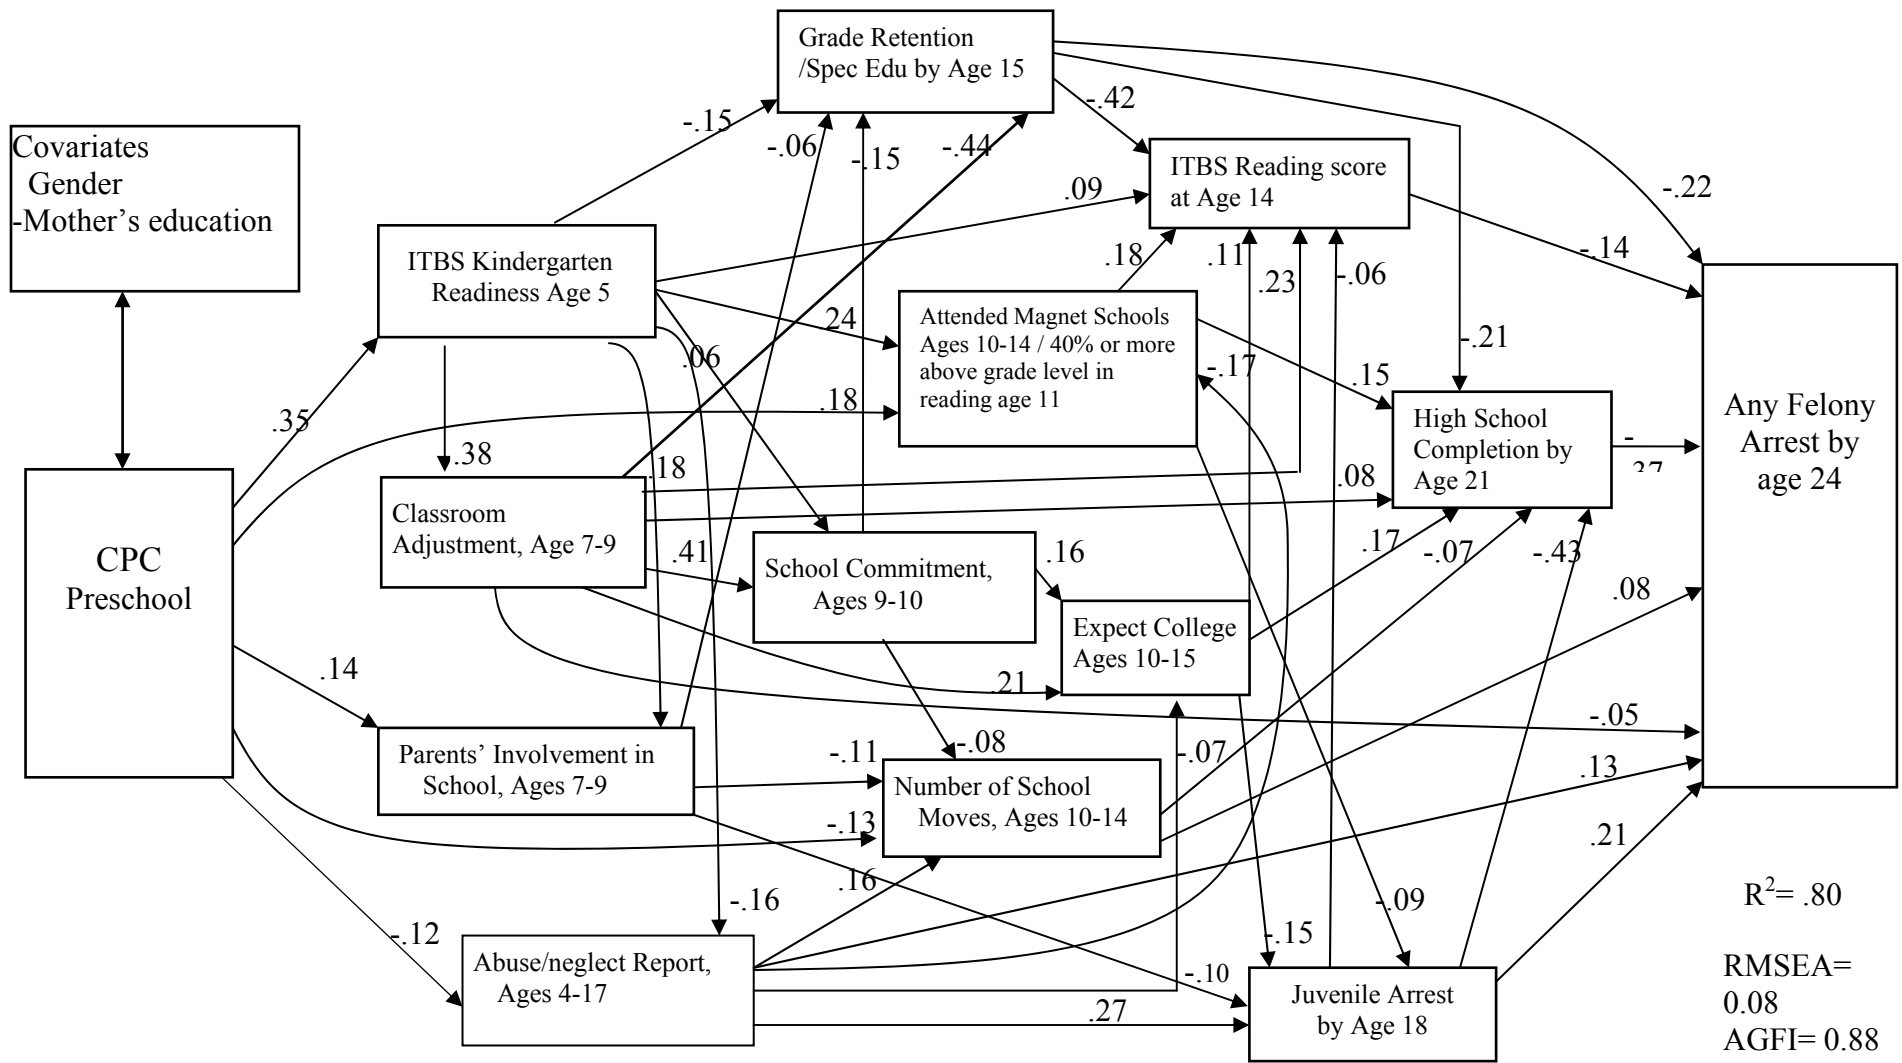 Grade Retention
/Spec Edu by Age 15
-.42
-.15
-.06
-.15
-.44
Covariates
Gender
-Mother's education
ITBS Reading score
at Age 14
.09
-.22
-.14
ITBS Kindergarten
Readiness Age 5
.18
.11
.23
-.06
Attended Magnet Schools
Ages 10-14 / 40% or more
above grade level in
reading age 11
.24
.06
-.17
-.21
.15
.35
.18
.38
.18
High School
Completion by
Age 21
-
.37
Any Felony
Arrest by
age 24
.08
Classroom
Adjustment, Age 7-9
.41
School Commitment,
Ages 9-10
.16
.17
-.07
-.43
CPC
Preschool
Expect College
Ages 10-15
.08
.14
.21
-.05
Parents' Involvement in
School, Ages 7-9
-.11
-.08
-.07
.13
Number of School
Moves, Ages 10-14
-.13
.21
.16
-.16
-.09
-.15
-.12
Abuse/neglect Report,
Ages 4-17
-.10
.27
Juvenile Arrest
by Age 18
R²= .80
RMSEA=
0.08
AGFI= 0.88